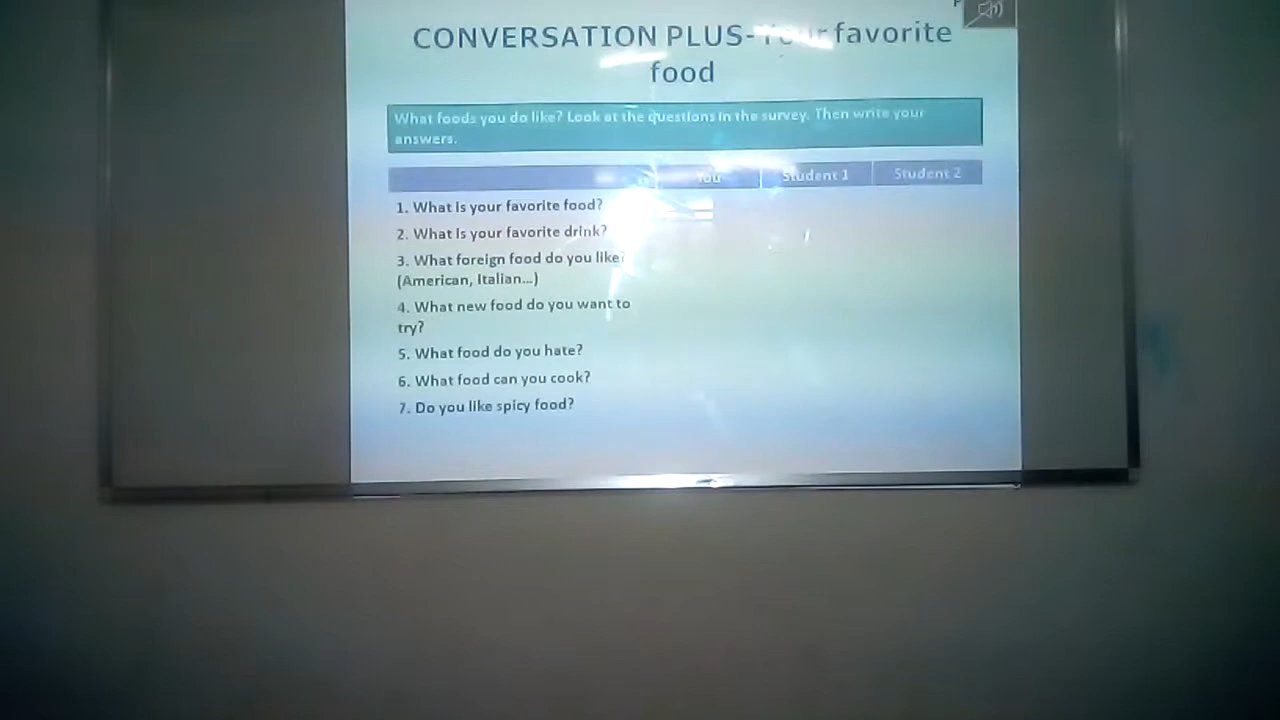 CONVERSATION PLUS- Your favorite
food
What foods you do like? Look at the questions in the survey. Then write your
answers.
You Student 1 Student 2
1. What is your favorite food?
2. What is your favorite drink?
3. What foreign food do you like?
(American, Italian...)
4. What new food do you want to
try?
5. What food do you hate?
6. What food can you cook?
7. Do you like spicy food?